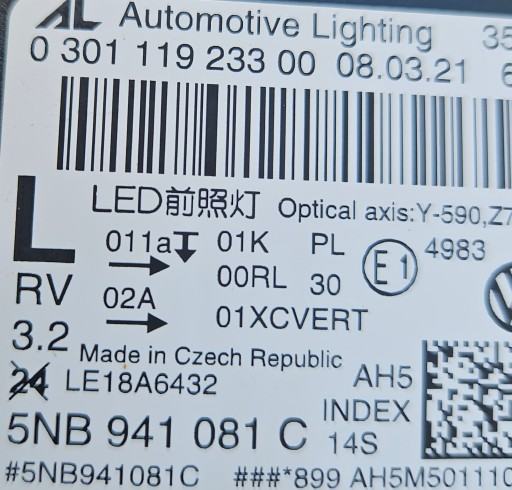 AL Automotive Lighting 35
0 301 119 233 00 08.03.21 6
LED前照灯 Optical axis:Y-590,Z7
L 011a 01K PL E1 4983
00RL 30
RV 02A
01XCVERT
3.2 Made in Czech Republic
24 LE18A6432 AH5
INDEX
5NB 941 081 C 14S
#5NB941081C ###*899 AH5M501110